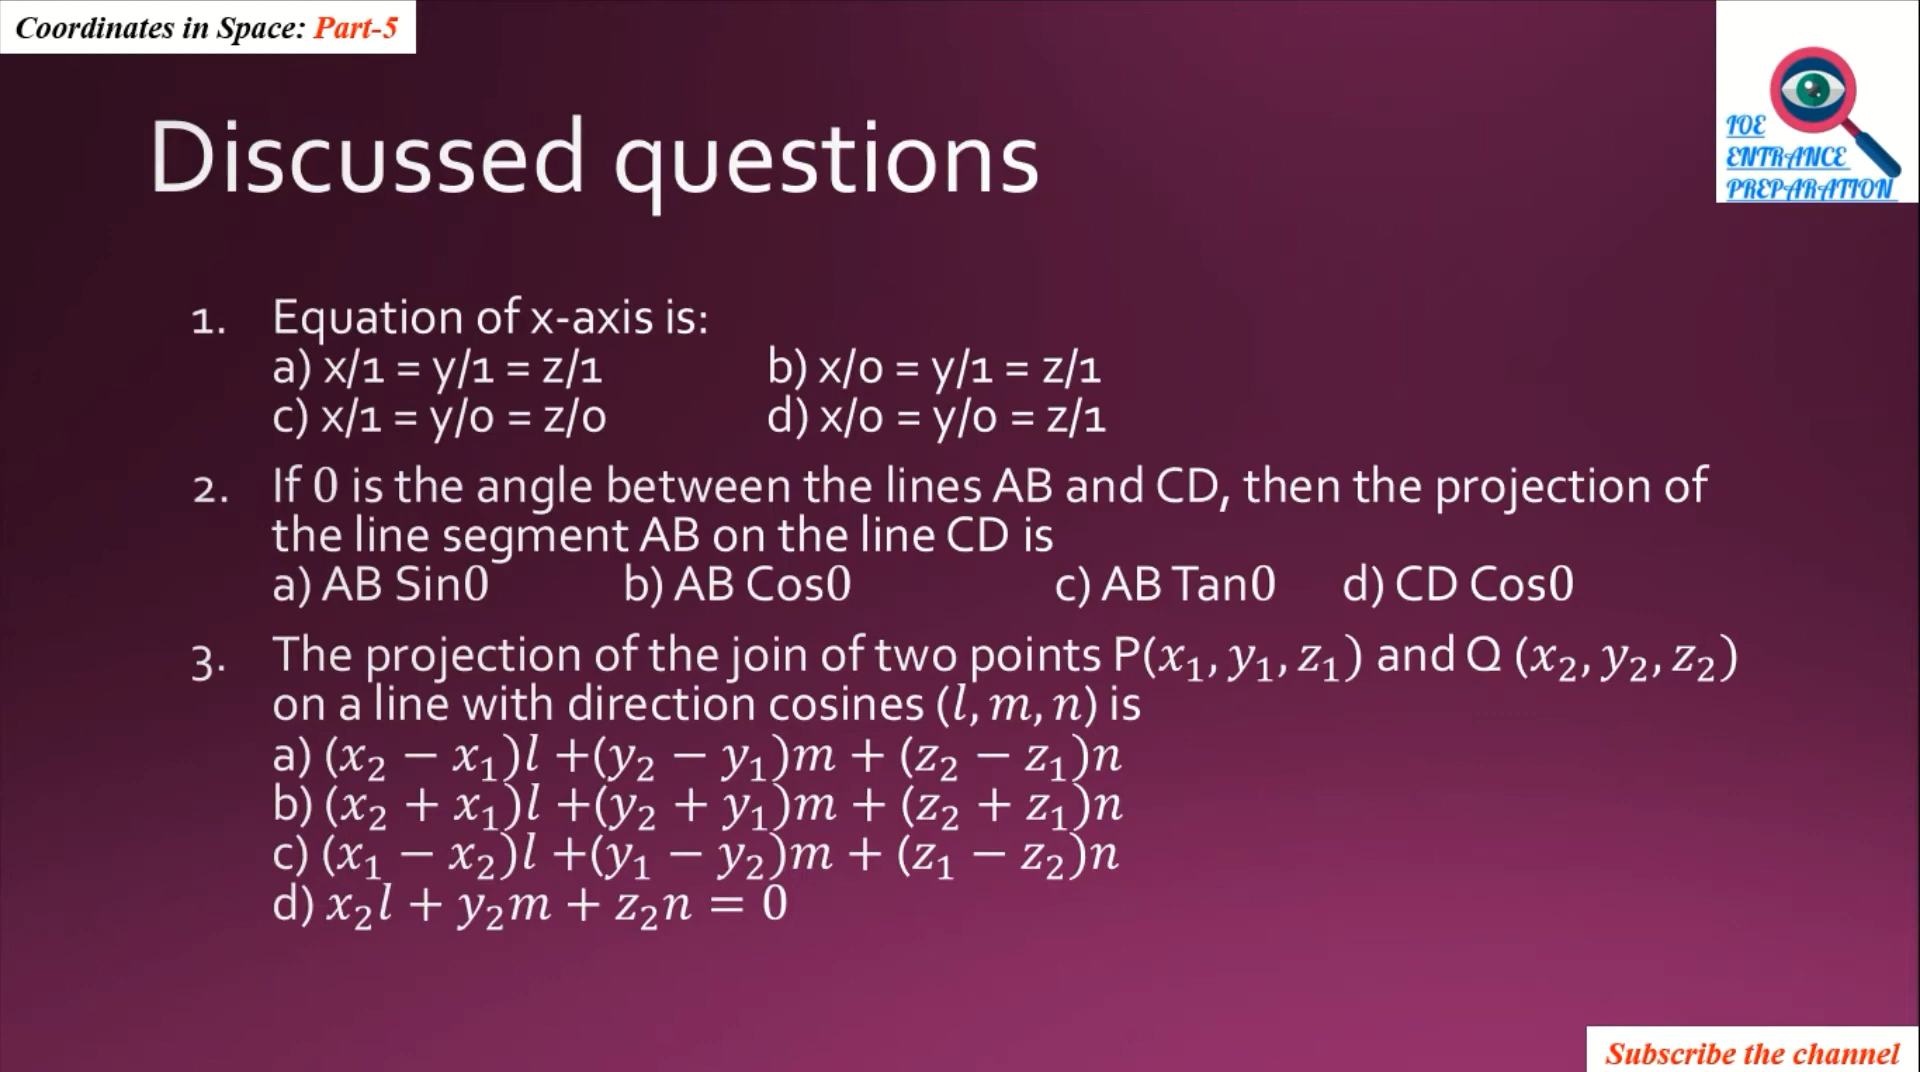 Coordinates in Space: Part-5
IOE
ENTRANCE
PREPARATION
Discussed questions
1. Equation of x-axis is:
a) x/1 = y/1 = z/1 b) x/0 = y/1 = z/1
c) x/1 = y/0 = z/0 d) x/0 = y/0 = z/1
2. If 0 is the angle between the lines AB and CD, then the projection of
the line segment AB on the line CD is
a) AB Sin0 b) AB Cos0 c) AB Tan0 d) CD Cos0
3. The projection of the join of two points P(x₁, y₁, z₁) and Q (x₂, y₂, z₂)
on a line with direction cosines (l, m, n) is
a) (x₂ − x₁)l +(y₂ − y₁)m + (z₂ − z₁)n
b) (x₂ + x₁)l +(y₂ + y₁)m + (z₂ + z₁)n
c) (x₁ − x₂)l +(y₁ − y₂)m + (z₁ − z₂)n
d) x₂l + y₂m + z₂n = 0
Subscribe the channel